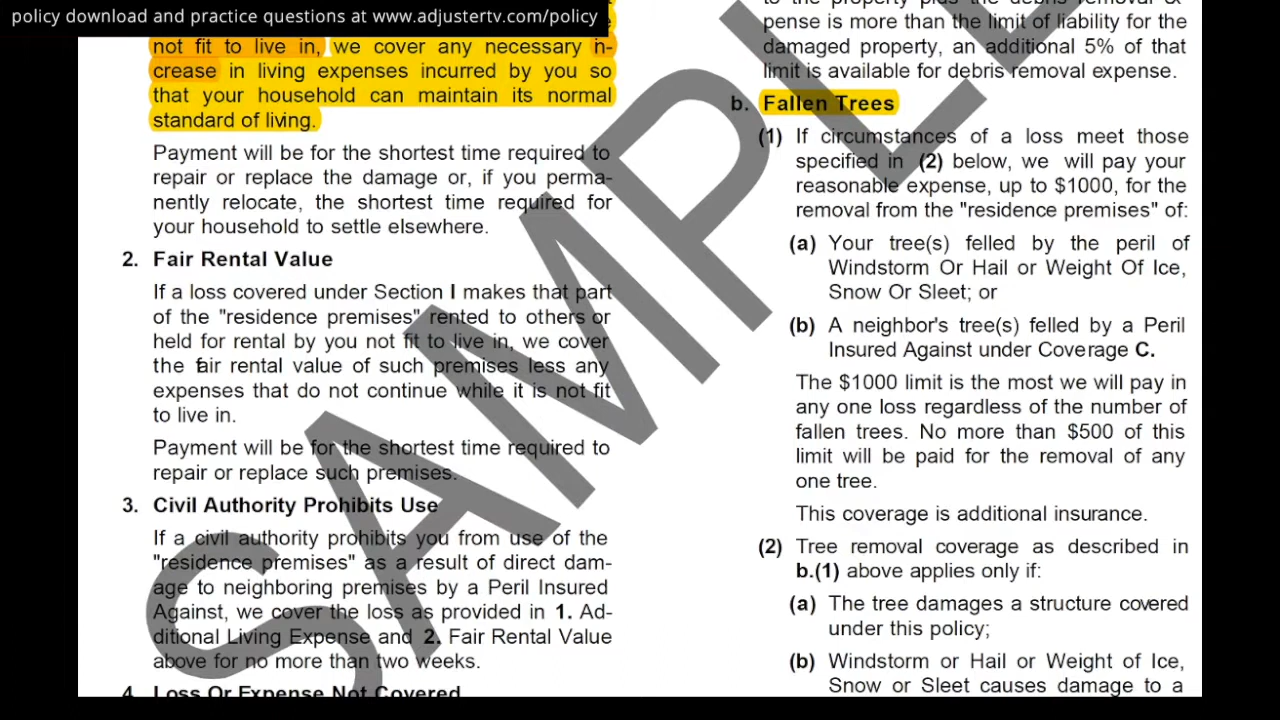 policy download and practice questions at www.adjustertv.com/policy
not fit to live in, we cover any necessary in-
crease in living expenses incurred by you so
that your household can maintain its normal
standard of living.
Payment will be for the shortest time required to
repair or replace the damage or, if you perma-
nently relocate, the shortest time required for
your household to settle elsewhere.
2. Fair Rental Value
If a loss covered under Section I makes that part
of the "residence premises" rented to others or
held for rental by you not fit to live in, we cover
the fair rental value of such premises less any
expenses that do not continue while it is not fit
to live in.
Payment will be for the shortest time required to
repair or replace such premises.
3. Civil Authority Prohibits Use
If a civil authority prohibits you from use of the
"residence premises" as a result of direct dam-
age to neighboring premises by a Peril Insured
Against, we cover the loss as provided in 1. Ad-
ditional Living Expense and 2. Fair Rental Value
above for no more than two weeks.
4. Loss Or Expense Not Covered
to the property plus the debris removal ex-
pense is more than the limit of liability for the
damaged property, an additional 5% of that
limit is available for debris removal expense.
b. Fallen Trees
(1) If circumstances of a loss meet those
specified in (2) below, we will pay your
reasonable expense, up to $1000, for the
removal from the "residence premises" of:
(a) Your tree(s) felled by the peril of
Windstorm Or Hail or Weight Of Ice,
Snow Or Sleet; or
(b) A neighbor's tree(s) felled by a Peril
Insured Against under Coverage C.
The $1000 limit is the most we will pay in
any one loss regardless of the number of
fallen trees. No more than $500 of this
limit will be paid for the removal of any
one tree.
This coverage is additional insurance.
(2) Tree removal coverage as described in
b.(1) above applies only if:
(a) The tree damages a structure covered
under this policy;
(b) Windstorm or Hail or Weight of Ice,
Snow or Sleet causes damage to a
SAMPLE